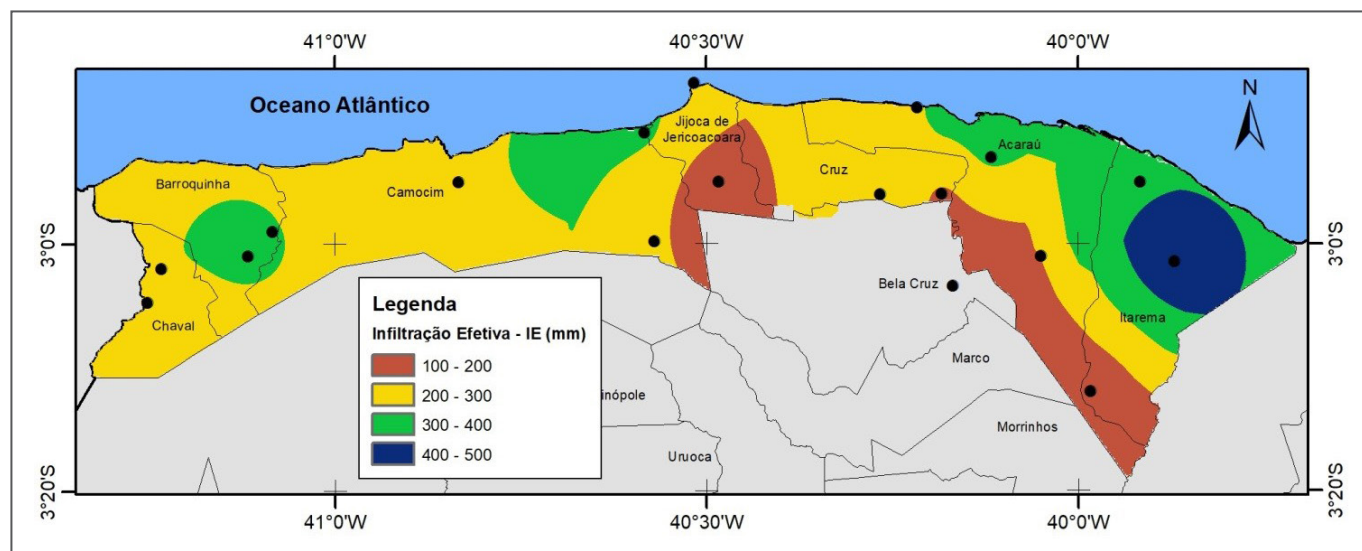 41°0'W 40°30'W 40°0'W
Oceano Atlântico
N
Jijoca de
Jericoacoara
Acaraú
Barroquinha
Cruz
Camocim
3°0'S 3°0'S
Bela Cruz
Chaval
Itarema
Legenda
Infiltração Efetiva - IE (mm)
100 - 200
200 - 300
300 - 400
400 - 500
Marco
inópole
Morrinhos
Uruoca
3°20'S 3°20'S
41°0'W 40°30'W 40°0'W